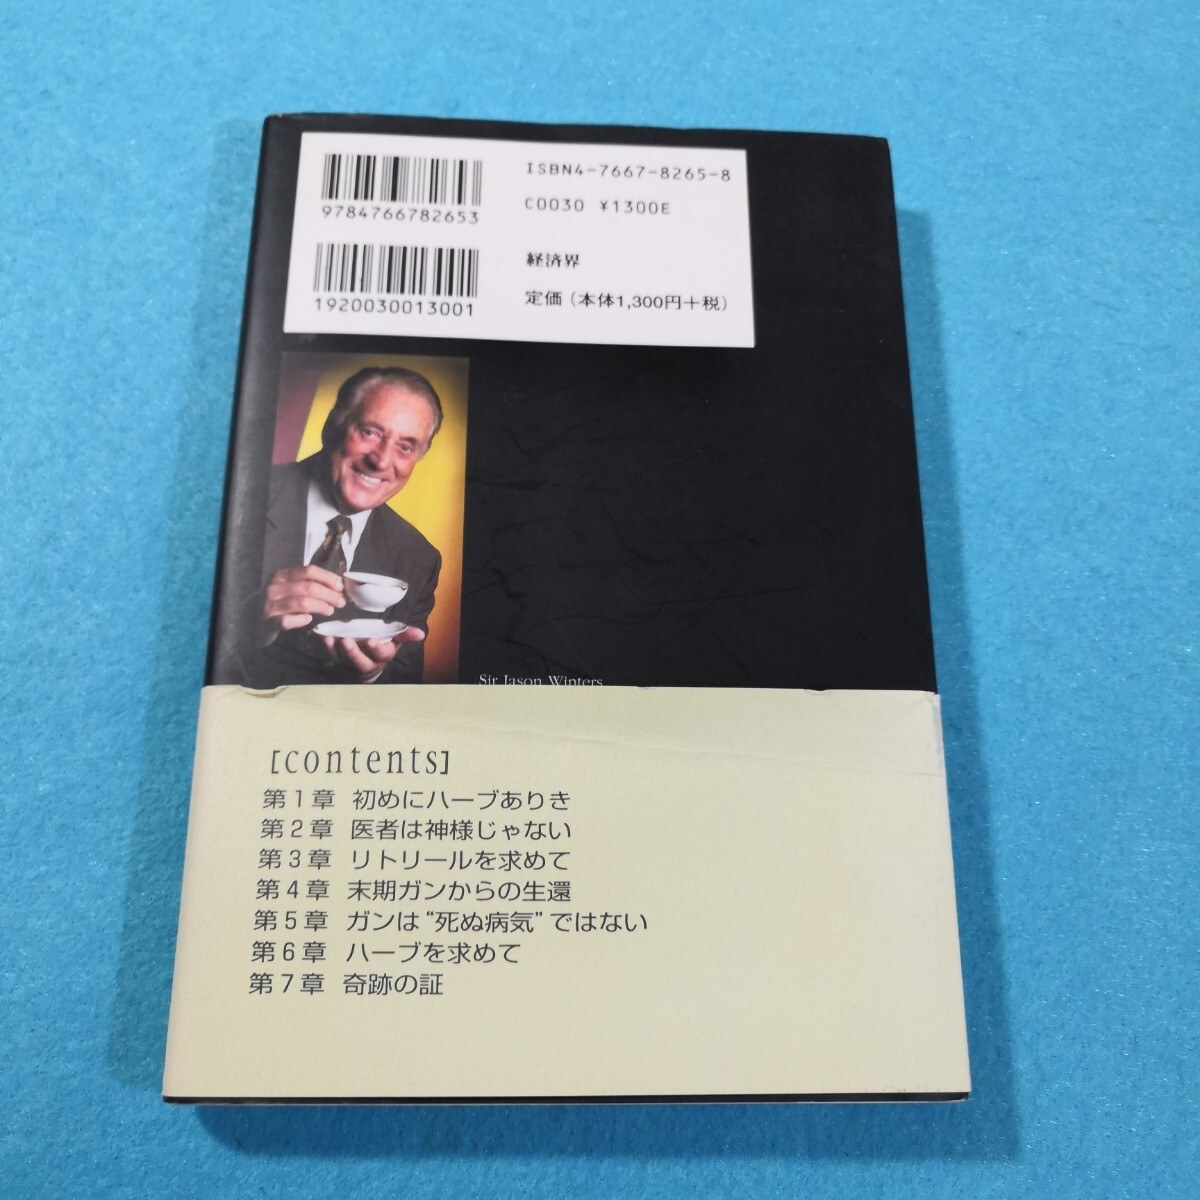 ISBN4-7667-8265-8
C0030 ¥1300E
9784766782653
経済界
定価（本体1,300円＋税）
1920030013001
Sir Jason Winters
[contents]
第1章 初めにハーブありき
第2章 医者は神様じゃない
第3章 リトリールを求めて
第4章 末期ガンからの生還
第5章 ガンは“死ぬ病気”ではない
第6章 ハーブを求めて
第7章 奇跡の証